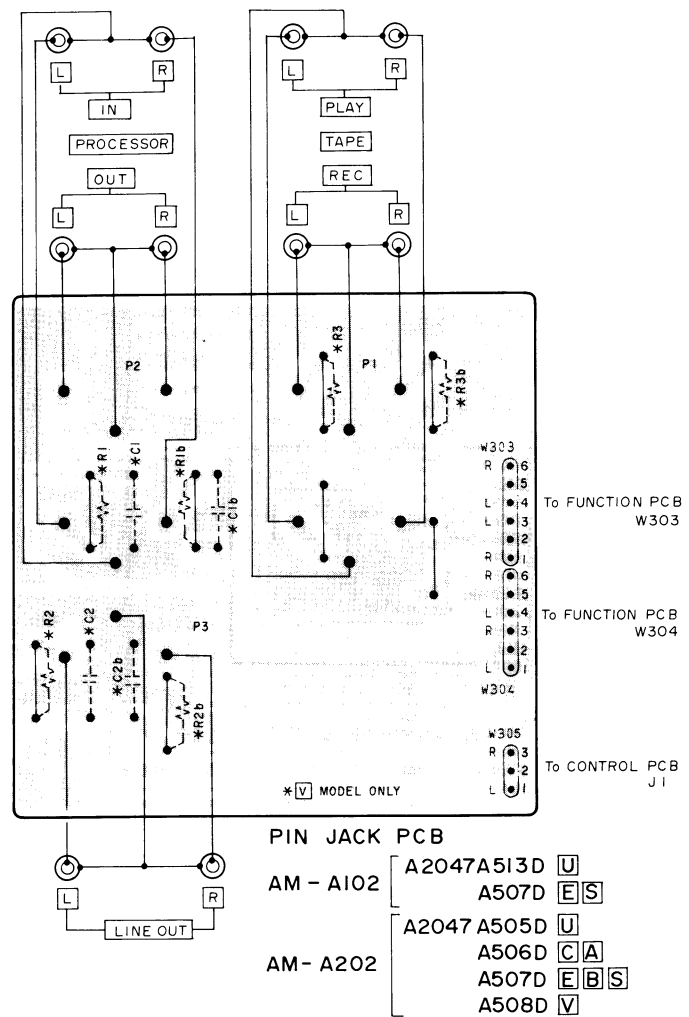 L R L R
IN PLAY
PROCESSOR TAPE
OUT REC
L R L R
P2 *R3 P1 *R3b
*R1 *C1 *R1b *C1b
W303
R 6
5
L 4 To FUNCTION PCB
L 3 W303
2
R 1
R 6
5
L 4 To FUNCTION PCB
R 3 W304
2
L 1
W304
*R2 *C2 *C2b P3 *R2b
W305
R 3
2 To CONTROL PCB
L 1 J1
*V MODEL ONLY
PIN JACK PCB
L R
LINE OUT
AM-A102 A2047A513D U
A507D E S
AM-A202 A2047A505D U
A506D C A
A507D E B S
A508D V